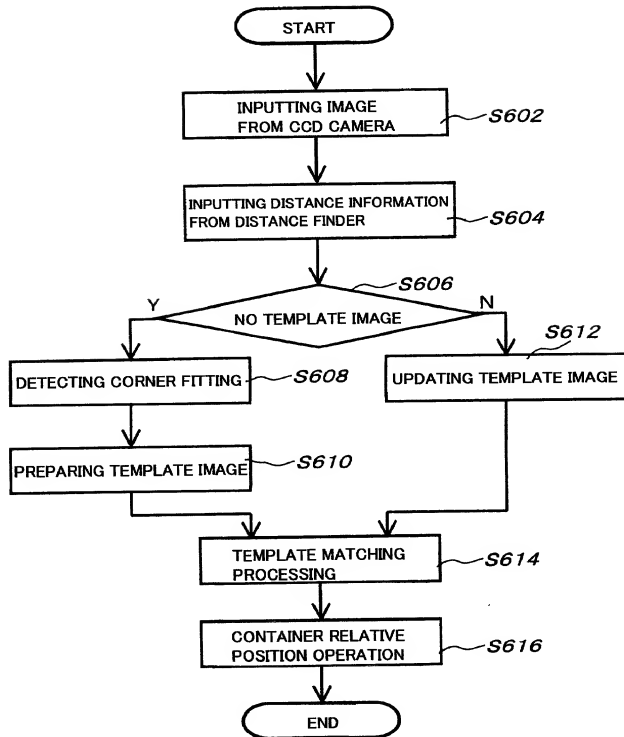 START
INPUTTING IMAGE
FROM CCD CAMERA
S602
INPUTTING DISTANCE INFORMATION
FROM DISTANCE FINDER
S604
S606
Y
NO TEMPLATE IMAGE
N
DETECTING CORNER FITTING
S608
S612
UPDATING TEMPLATE IMAGE
PREPARING TEMPLATE IMAGE
S610
TEMPLATE MATCHING
PROCESSING
S614
CONTAINER RELATIVE
POSITION OPERATION
S616
END